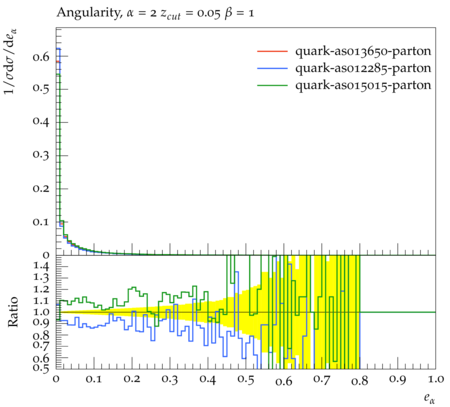 Angularity, α = 2 z_cut = 0.05 β = 1
1/σdσ/de_α
quark-as013650-parton
quark-as012285-parton
quark-as015015-parton
0.6
0.5
0.4
0.3
0.2
0.1
0
Ratio
1.4
1.3
1.2
1.1
1.0
0.9
0.8
0.7
0.6
0.5
0 0.1 0.2 0.3 0.4 0.5 0.6 0.7 0.8 0.9 1.0
e_α